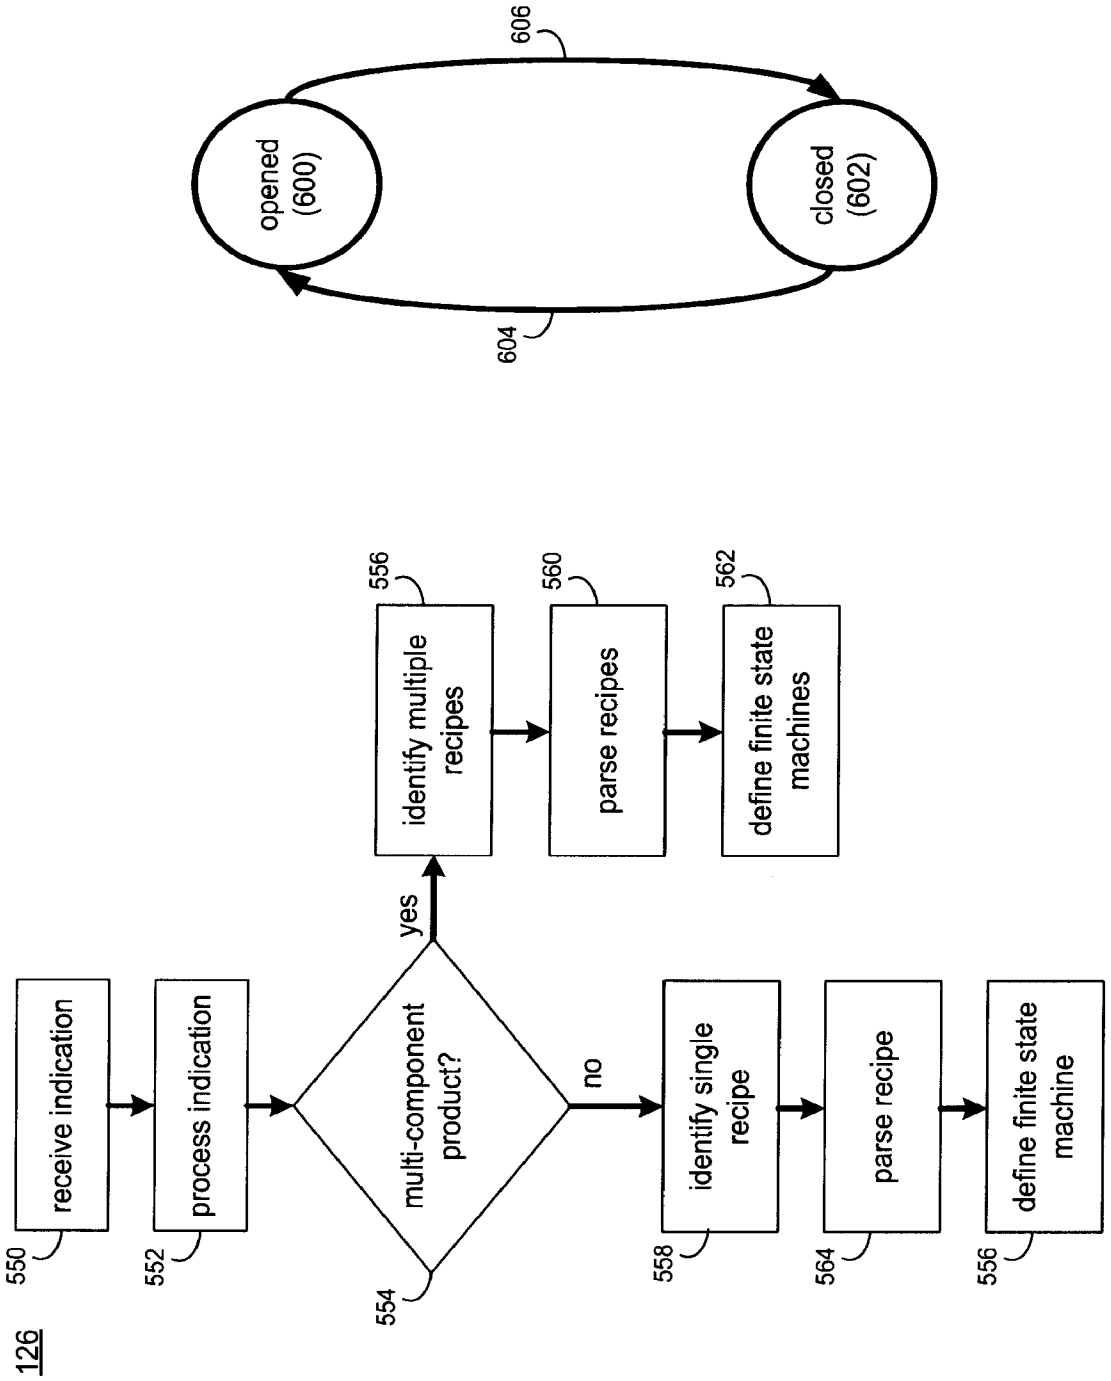 126
550
receive indication
552
process indication
554
multi-component
product?
yes
556
identify multiple
recipes
560
parse recipes
562
define finite state
machines
no
558
identify single
recipe
564
parse recipe
556
define finite state
machine
opened
(600)
604
606
closed
(602)